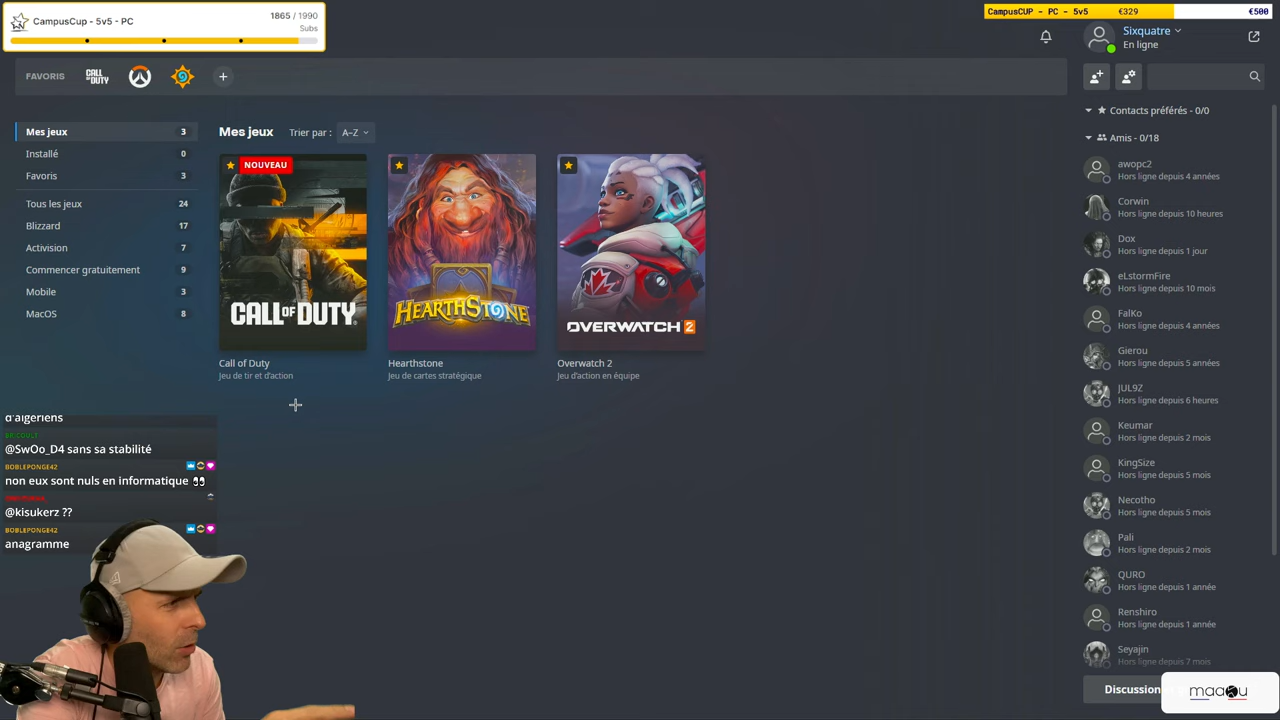 CampusCup - 5v5 - PC
1865 / 1990
Subs
CampusCUP - PC - 5v5 €329 €500
Sixquatre
En ligne
FAVORIS
CALL OF DUTY
Mes jeux 3
Installé 0
Favoris 3
Tous les jeux 24
Blizzard 17
Activision 7
Commencer gratuitement 9
Mobile 3
MacOS 8
Mes jeux
Trier par :
A–Z
NOUVEAU
CALL OF DUTY.
HEARTHSTONE
OVERWATCH 2
Call of Duty
Jeu de tir et d'action
Hearthstone
Jeu de cartes stratégique
Overwatch 2
Jeu d'action en équipe
Contacts préférés - 0/0
Amis - 0/18
awopc2
Hors ligne depuis 4 années
Corwin
Hors ligne depuis 10 heures
Dox
Hors ligne depuis 1 jour
eLstormFire
Hors ligne depuis 10 mois
FalKo
Hors ligne depuis 4 années
Gierou
Hors ligne depuis 5 années
JUL9Z
Hors ligne depuis 6 heures
Keumar
Hors ligne depuis 2 mois
KingSize
Hors ligne depuis 5 mois
Necotho
Hors ligne depuis 5 mois
Pali
Hors ligne depuis 2 mois
QURO
Hors ligne depuis 1 année
Renshiro
Hors ligne depuis 1 année
Seyajin
Hors ligne depuis 7 mois
d'algeriens
@SwOo_D4 sans sa stabilité
BOBLEPONGE42
non eux sont nuls en informatique
@kisukerz ??
BOBLEPONGE42
anagramme